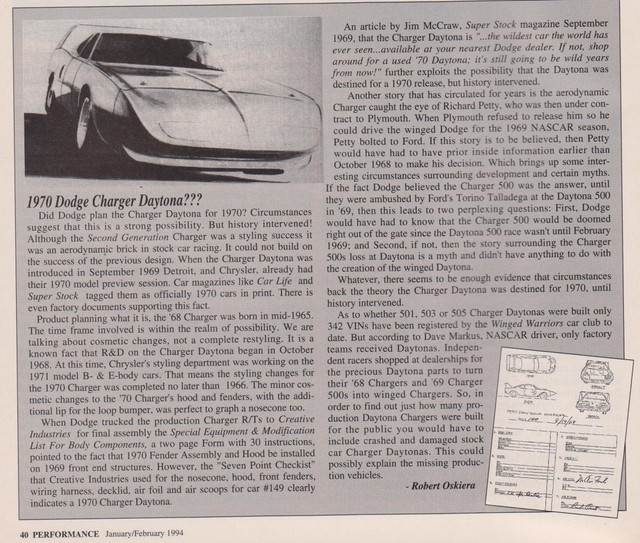 1970 Dodge Charger Daytona???
Did Dodge plan the Charger Daytona for 1970? Circumstances
suggest that this is a strong possibility. But history intervened!
Although the Second Generation Charger was a styling success it
was an aerodynamic brick in stock car racing. It could not build on
the success of the previous design. When the Charger Daytona was
introduced in September 1969 Detroit, and Chrysler, already had
their 1970 model preview session. Car magazines like Car Life and
Super Stock tagged them as officially 1970 cars in print. There is
even factory documents supporting this fact.
Product planning what it is, the '68 Charger was born in mid-1965.
The time frame involved is within the realm of possibility. We are
talking about cosmetic changes, not a complete restyling. It is a
known fact that R&D on the Charger Daytona began in October
1968. At this time, Chrysler's styling department was working on the
1971 model B- & E-body cars. That means the styling changes for
the 1970 Charger was completed no later than 1966. The minor cos-
metic changes to the '70 Charger's hood and fenders, with the addi-
tional lip for the loop bumper, was perfect to graph a nosecone too.
When Dodge trucked the production Charger R/Ts to Creative
Industries for final assembly the Special Equipment & Modification
List For Body Components, a two page Form with 30 instructions,
pointed to the fact that 1970 Fender Assembly and Hood be installed
on 1969 front end structures. However, the "Seven Point Checkist"
that Creative Industries used for the nosecone, hood, front fenders,
wiring harness, decklid, air foil and air scoops for car #149 clearly
indicates a 1970 Charger Daytona.
An article by Jim McCraw, Super Stock magazine September
1969, that the Charger Daytona is "...the wildest car the world has
ever seen...available at your nearest Dodge dealer. If not, shop
around for a used '70 Daytona; it's still going to be wild years
from now!" further exploits the possibility that the Daytona was
destined for a 1970 release, but history intervened.
Another story that has circulated for years is the aerodynamic
Charger caught the eye of Richard Petty, who was then under con-
tract to Plymouth. When Plymouth refused to release him so he
could drive the winged Dodge for the 1969 NASCAR season,
Petty bolted to Ford. If this story is to be believed, then Petty
would have had to have prior inside information earlier than
October 1968 to make his decision. Which brings up some inter-
esting circumstances surrounding development and certain myths.
If the fact Dodge believed the Charger 500 was the answer, until
they were ambushed by Ford's Torino Talladega at the Daytona 500
in '69, then this leads to two perplexing questions: First, Dodge
would have had to know that the Charger 500 would be doomed
right out of the gate since the Daytona 500 race wasn't until February
1969; and Second, if not, then the story surrounding the Charger
500s loss at Daytona is a myth and didn't have anything to do with
the creation of the winged Daytona.
Whatever, there seems to be enough evidence that circumstances
back the theory the Charger Daytona was destined for 1970, until
history intervened.
As to whether 501, 503 or 505 Charger Daytonas were built only
342 VINs have been registered by the Winged Warriors car club to
date. But according to Dave Markus, NASCAR driver, only factory
teams received Daytonas. Indepen-
dent racers shopped at dealerships for
the precious Daytona parts to turn
their '68 Chargers and '69 Charger
500s into winged Chargers. So, in
order to find out just how many pro-
duction Daytona Chargers were built
for the public you would have to
include crashed and damaged stock
car Charger Daytonas. This could
possibly explain the missing produc-
tion vehicles.
- Robert Oskiera
40 PERFORMANCE January/February 1994